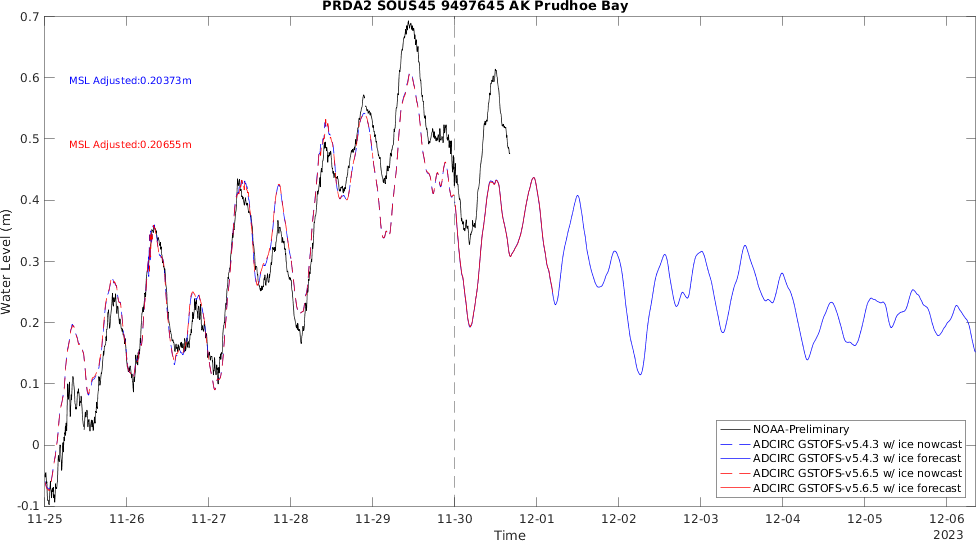 PRDA2 SOUS45 9497645 AK Prudhoe Bay
0.7
0.6
0.5
0.4
0.3
0.2
0.1
0
-0.1
Water Level (m)
MSL Adjusted:0.20373m
MSL Adjusted:0.20655m
NOAA-Preliminary
ADCIRC GSTOFS-v5.4.3 w/ ice nowcast
ADCIRC GSTOFS-v5.4.3 w/ ice forecast
ADCIRC GSTOFS-v5.6.5 w/ ice nowcast
ADCIRC GSTOFS-v5.6.5 w/ ice forecast
11-25 11-26 11-27 11-28 11-29 11-30 12-01 12-02 12-03 12-04 12-05 12-06
Time
2023